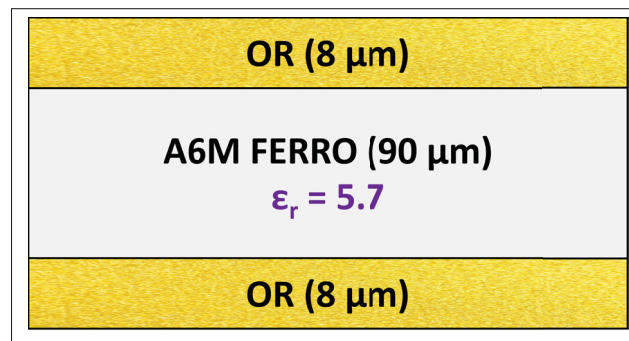 OR (8 µm)
A6M FERRO (90 µm)
εr = 5.7
OR (8 µm)